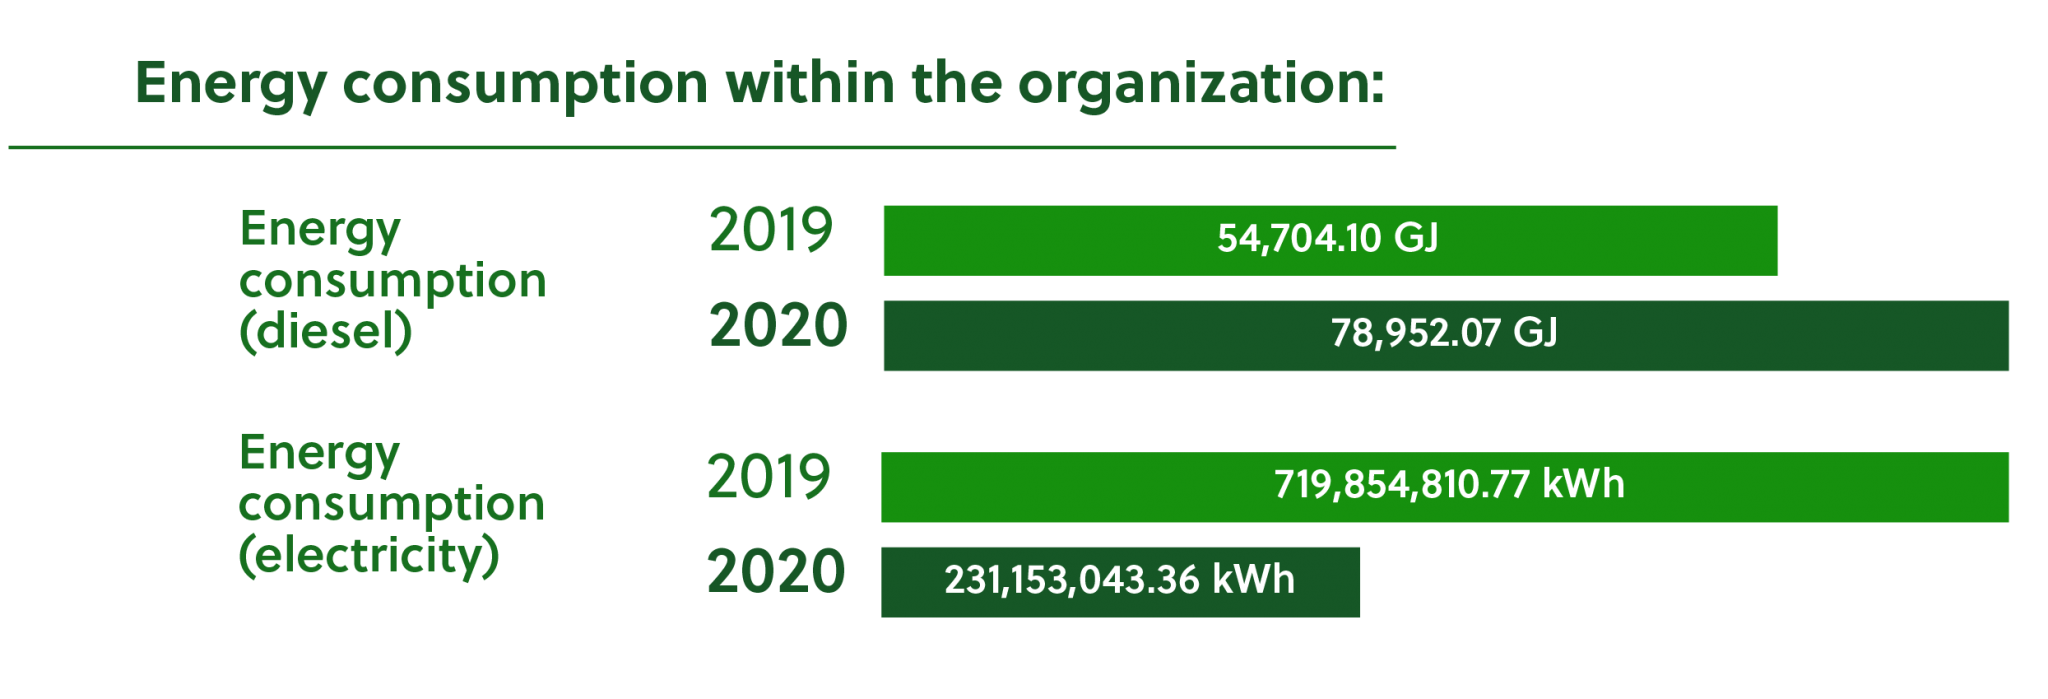 Energy consumption within the organization:
Energy
consumption
(diesel)
2019
54,704.10 GJ
2020
78,952.07 GJ
Energy
consumption
(electricity)
2019
719,854,810.77 kWh
2020
231,153,043.36 kWh